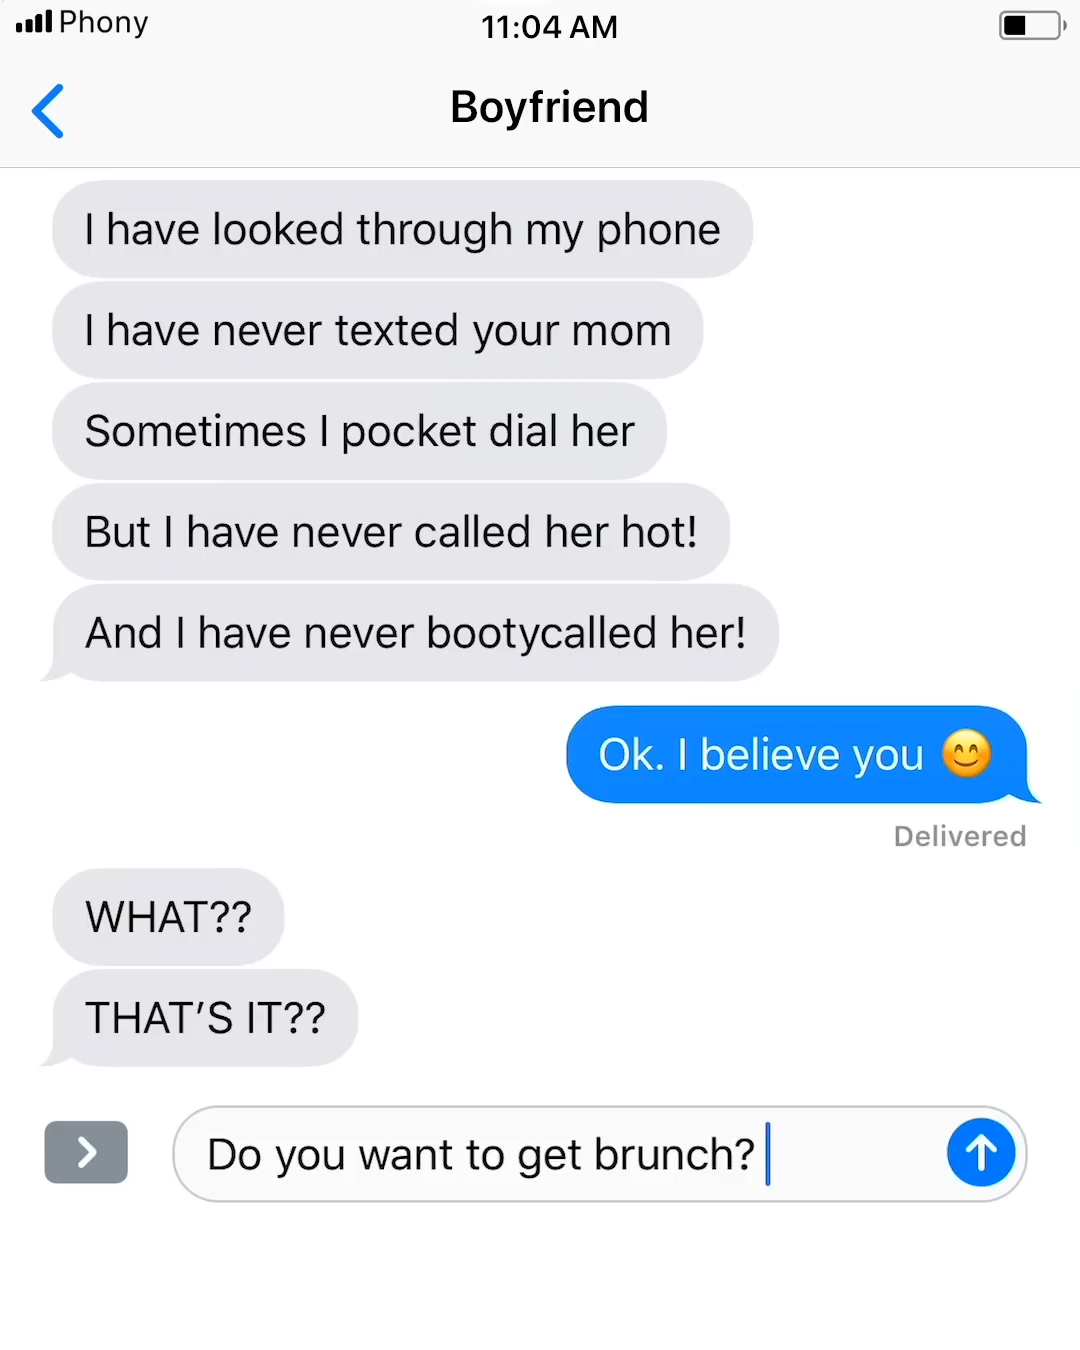 Phony
11:04 AM
Boyfriend
I have looked through my phone
I have never texted your mom
Sometimes I pocket dial her
But I have never called her hot!
And I have never bootycalled her!
Ok. I believe you 😊
Delivered
WHAT??
THAT’S IT??
Do you want to get brunch?